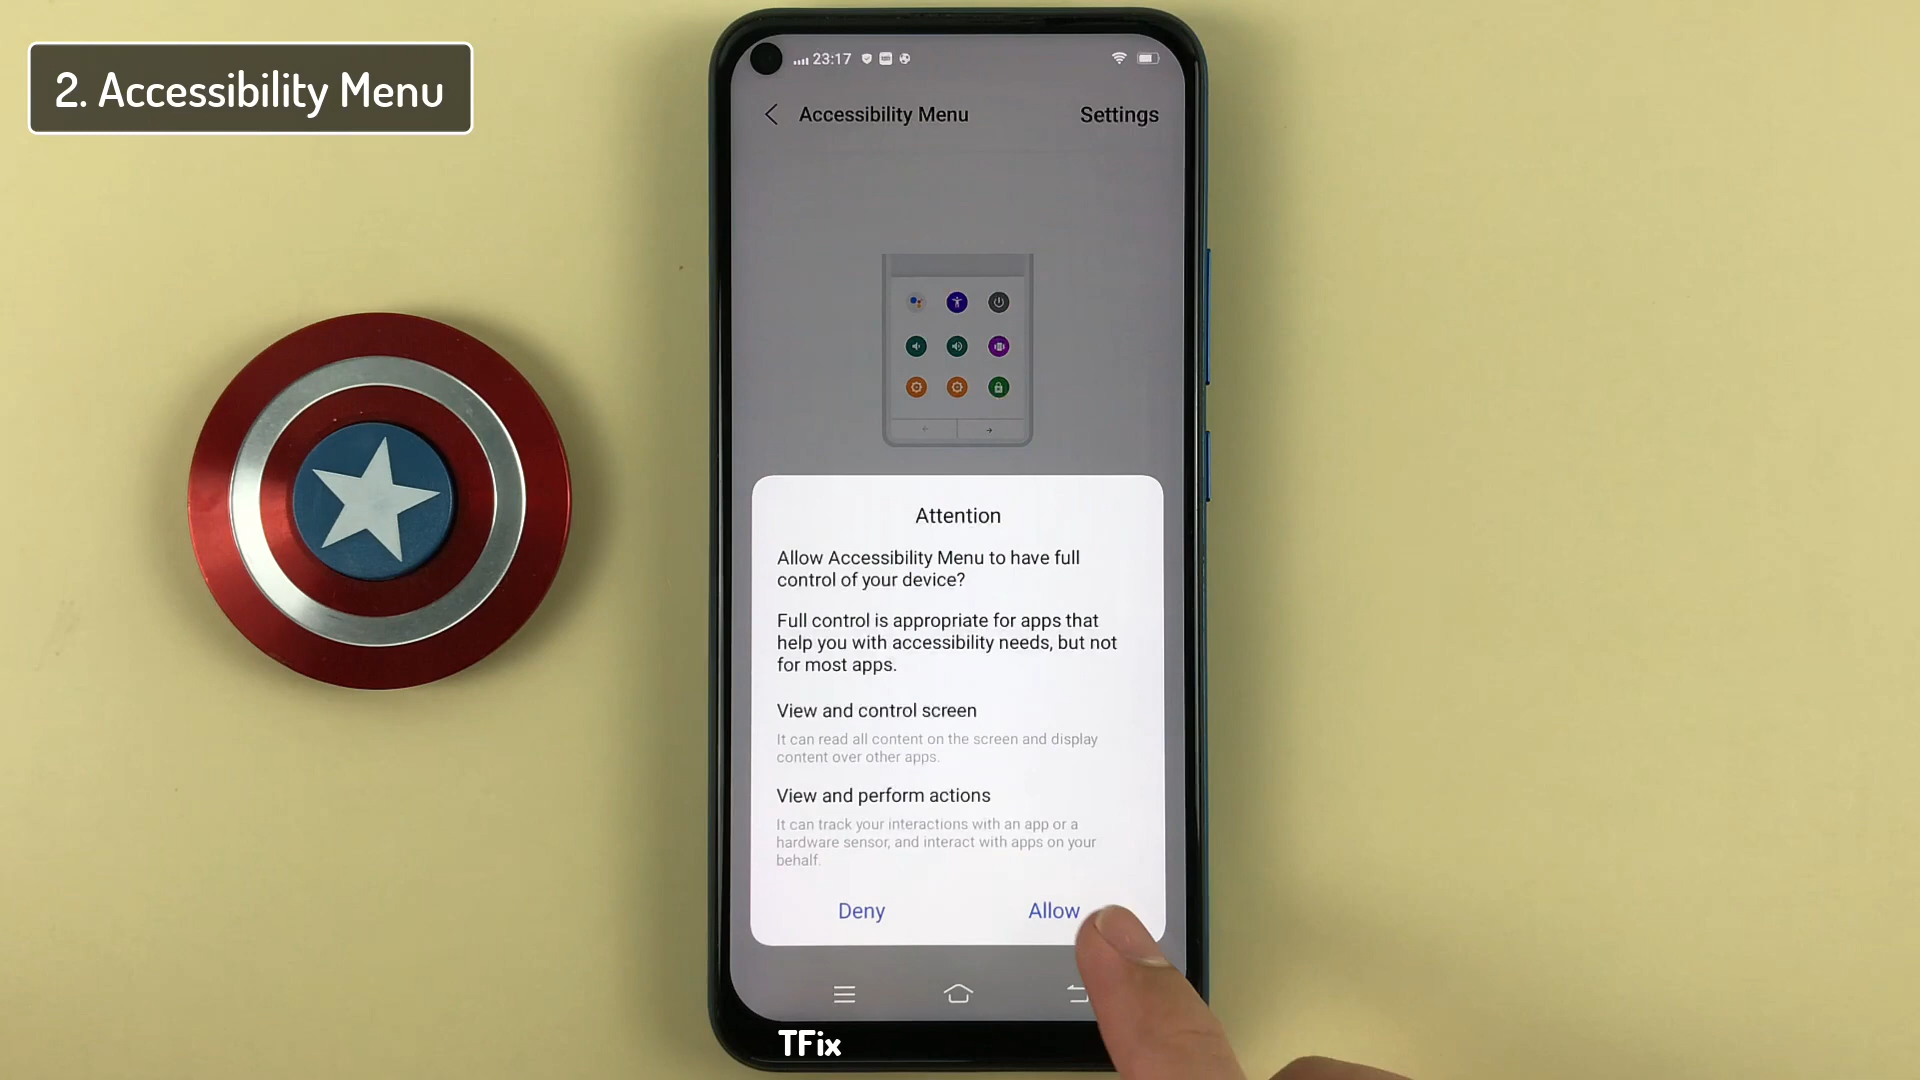 2. Accessibility Menu
23:17
Accessibility Menu
Settings
Attention
Allow Accessibility Menu to have full
control of your device?
Full control is appropriate for apps that
help you with accessibility needs, but not
for most apps.
View and control screen
It can read all content on the screen and display
content over other apps.
View and perform actions
It can track your interactions with an app or a
hardware sensor, and interact with apps on your
behalf.
Deny
Allow
TFix